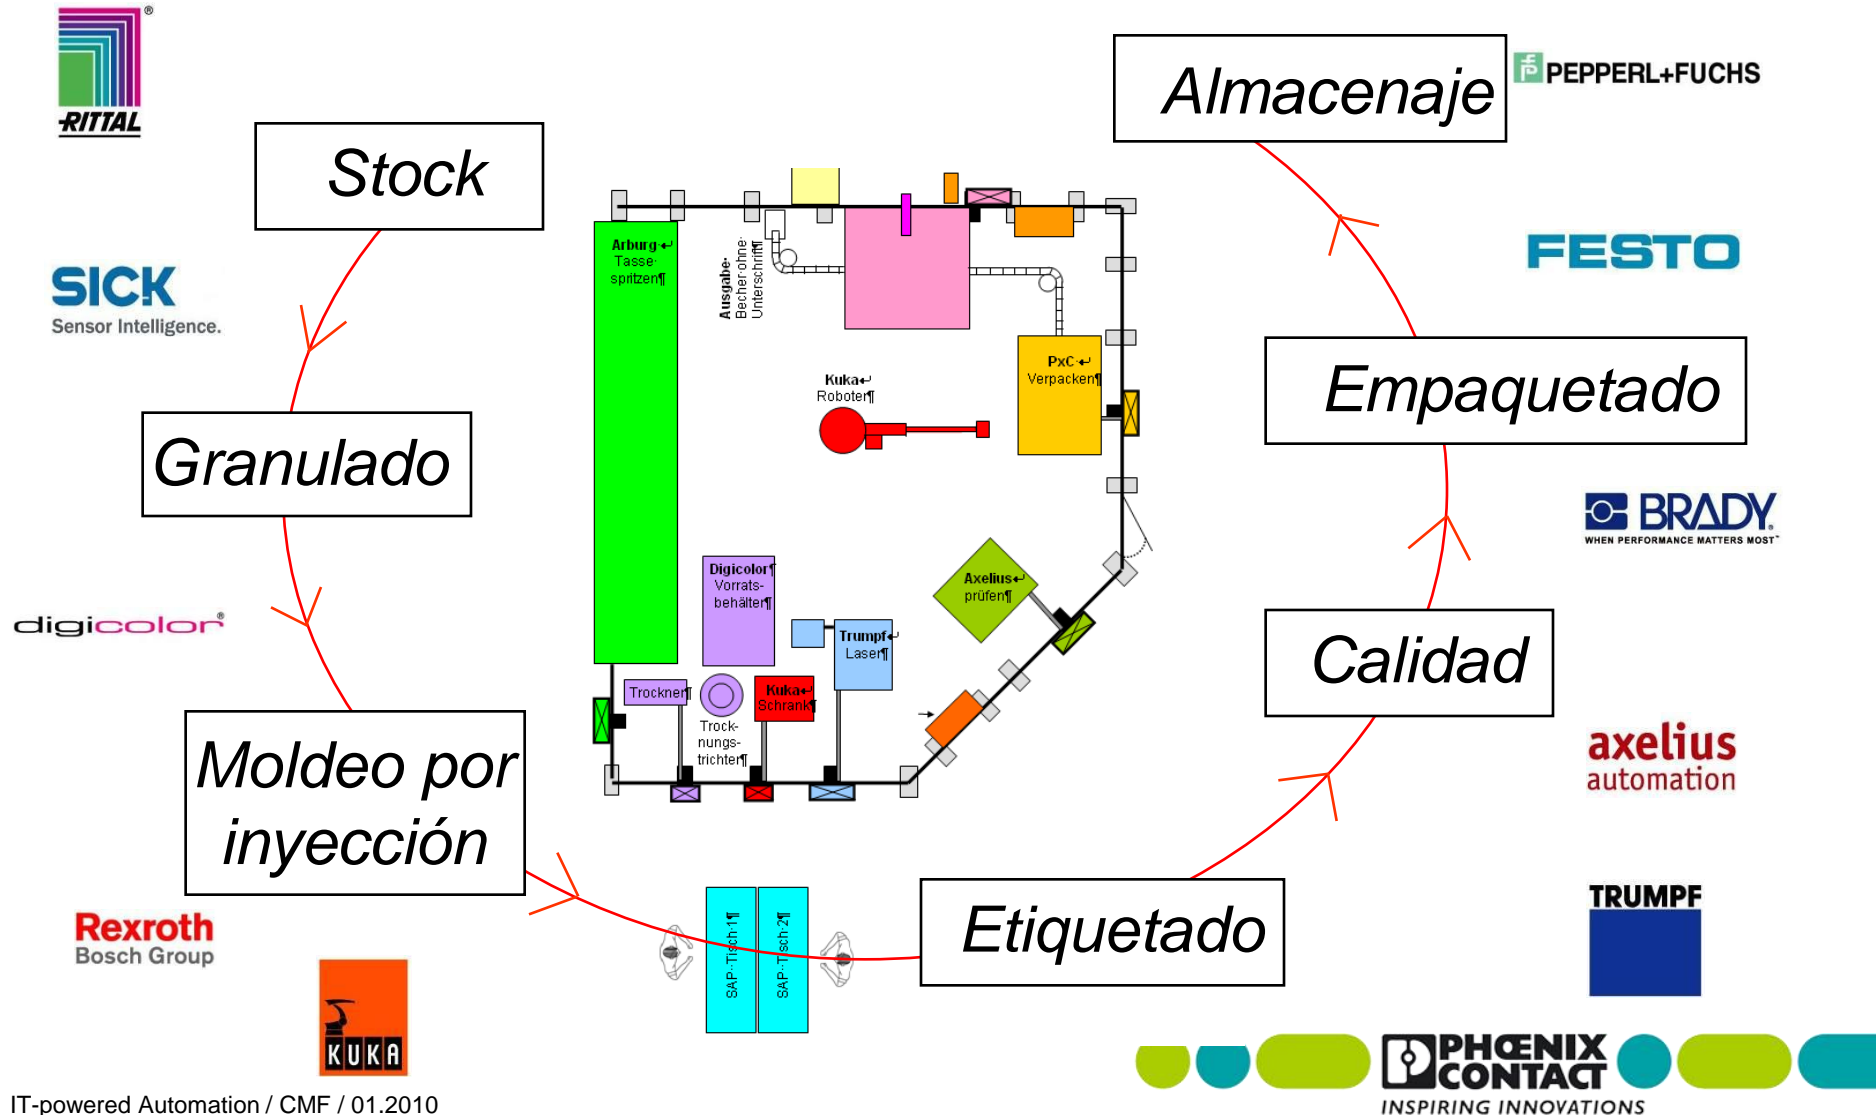 RITTAL
®
Stock
SICK
Sensor Intelligence.
Granulado
digicolor®
Moldeo por
inyección
Rexroth
Bosch Group
KUKA
IT-powered Automation / CMF / 01.2010
Arburg↵
Tasse·
spritzen¶
Ausgabe·
Becher·ohne·
Unterschrift¶
Kuka↵
Roboter¶
PxC·↵
Verpacken¶
Digicolor¶
Vorrats-
behälter¶
Trumpf↵
Laser¶
Axelius↵
prüfen¶
Trockner¶
Kuka↵
Schrank¶
Trock-
nungs-
trichter¶
SAP-·Tisch·1¶
SAP-·Tisch·2¶
Etiquetado
Almacenaje
PEPPERL+FUCHS
FESTO
Empaquetado
BRADY.
WHEN PERFORMANCE MATTERS MOST™
Calidad
axelius
automation
TRUMPF
PHŒNIX
CONTACT
INSPIRING INNOVATIONS